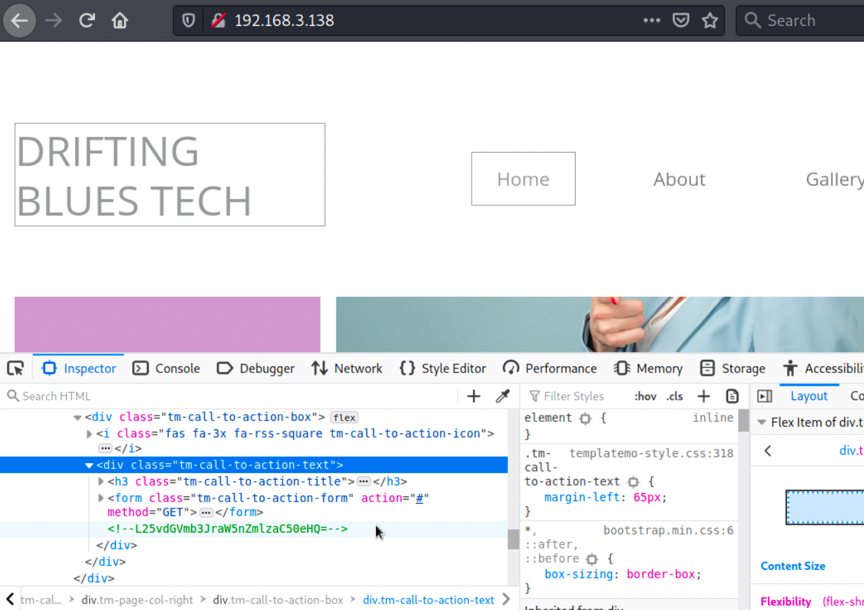 192.168.3.138
Search
DRIFTING
BLUES TECH
Home
About
Gallery
Inspector
Console
Debugger
Network
Style Editor
Performance
Memory
Storage
Accessibili
Search HTML
Filter Styles
:hov .cls
Layout
Co
<div class="tm-call-to-action-box"> flex
<i class="fas fa-3x fa-rss-square tm-call-to-action-icon">
</i>
<div class="tm-call-to-action-text">
<h3 class="tm-call-to-action-title"> </h3>
<form class="tm-call-to-action-form" action="#"
method="GET"> </form>
<!--L25vdGVmb3JraW5nZmlzaC50eHQ=-->
</div>
</div>
</div>
element { inline
}
.tm- templatemo-style.css:318
call-
to-action-text {
margin-left: 65px;
}
*, bootstrap.min.css:6
::after,
::before {
box-sizing: border-box;
}
Flex Item of div.t
div.t
Content Size
Flexibility (flex-shr
tm-cal... > div.tm-page-col-right > div.tm-call-to-action-box > div.tm-call-to-action-text